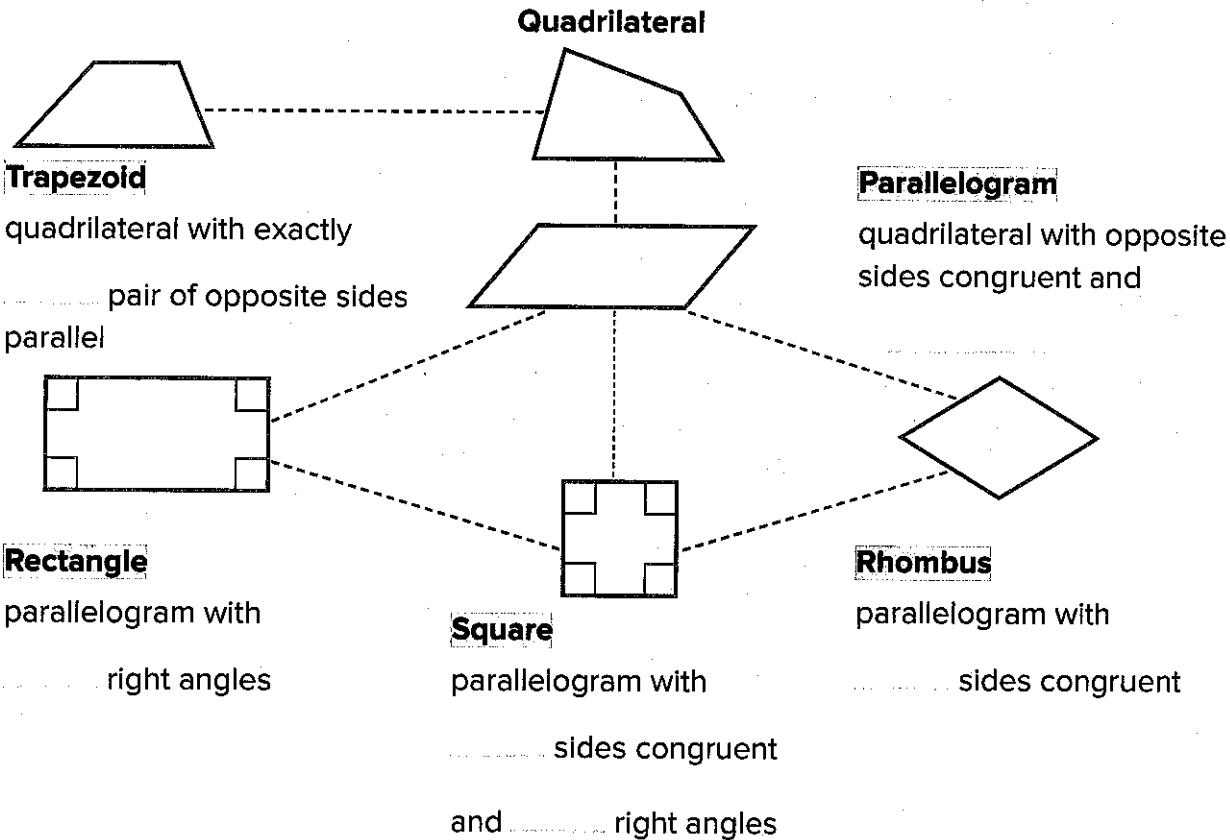 Quadrilateral
Trapezoid
quadrilateral with exactly
pair of opposite sides
parallel
Parallelogram
quadrilateral with opposite
sides congruent and
Rectangle
parallelogram with
right angles
Square
parallelogram with
sides congruent
and right angles
Rhombus
parallelogram with
sides congruent